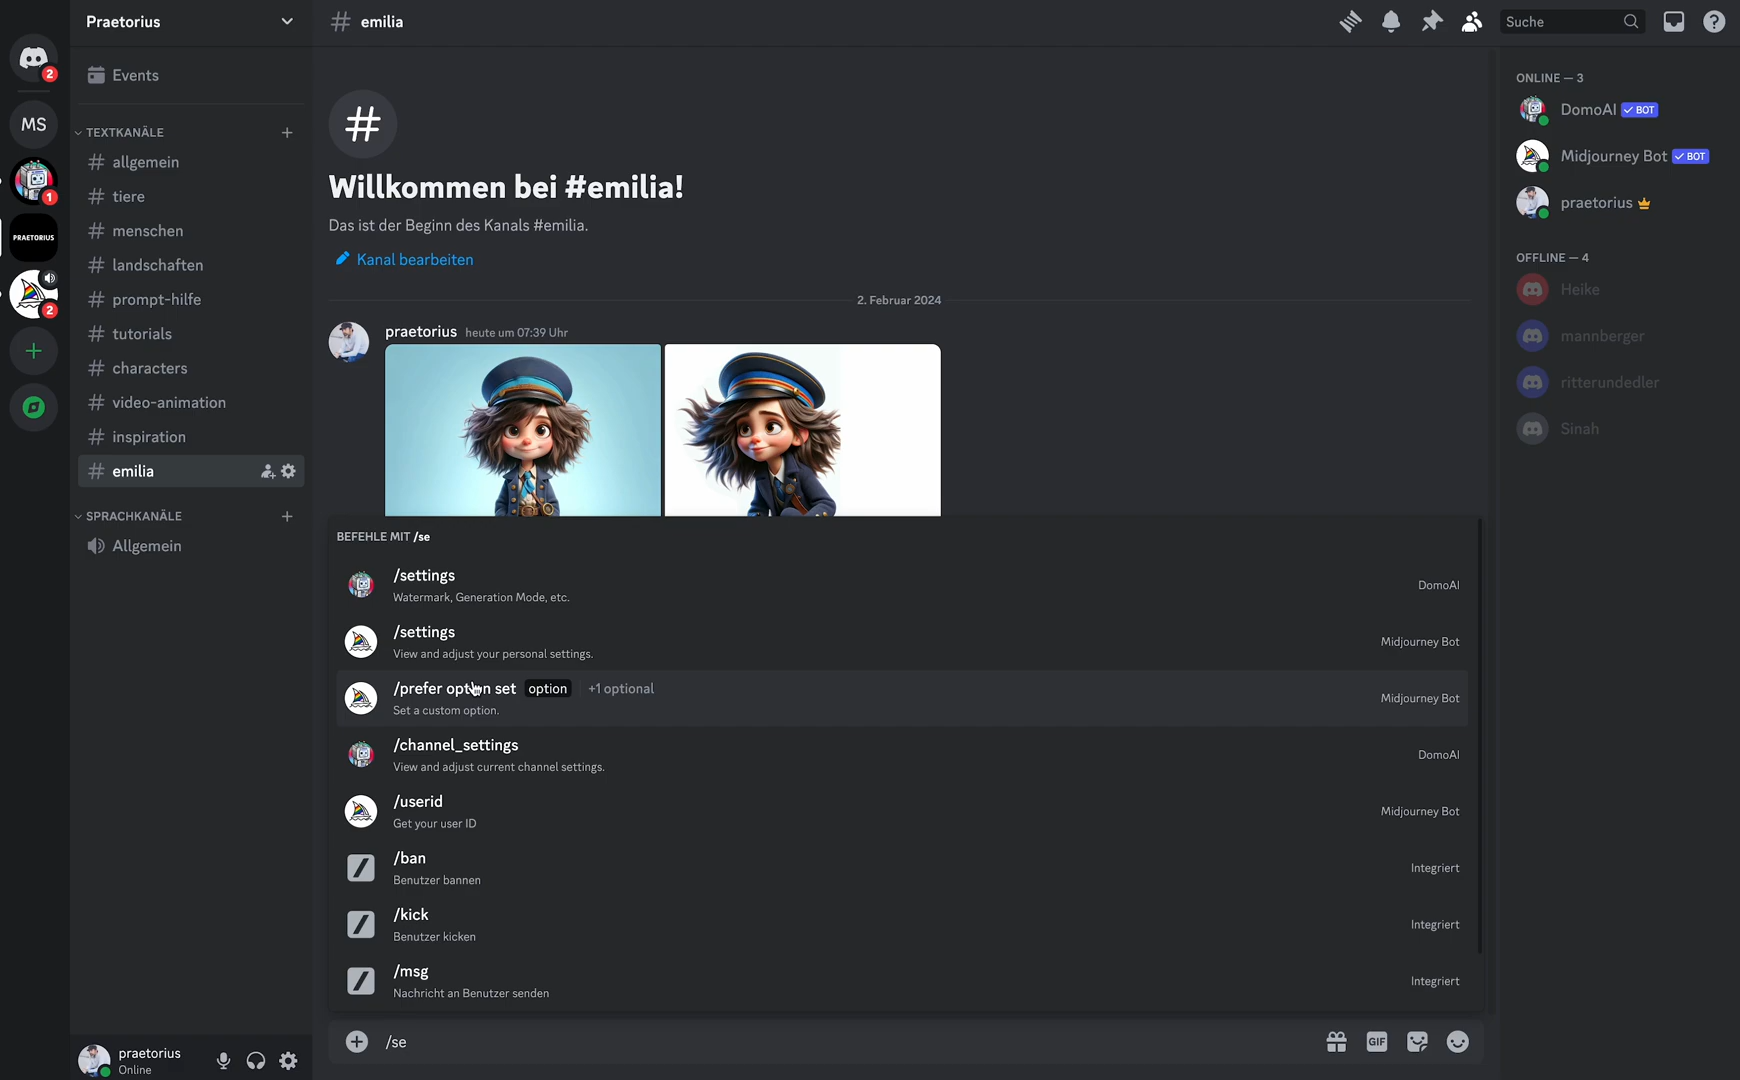 Praetorius
# emilia
Suche
2
MS
1
PRAETORIUS
2
Events
TEXTKANÄLE
# allgemein
# tiere
# menschen
# landschaften
# prompt-hilfe
# tutorials
# characters
# video-animation
# inspiration
# emilia
SPRACHKANÄLE
Allgemein
praetorius
Online
#
Willkommen bei #emilia!
Das ist der Beginn des Kanals #emilia.
Kanal bearbeiten
2. Februar 2024
praetorius heute um 07:39 Uhr
BEFEHLE MIT /se
/settings
Watermark, Generation Mode, etc.
DomoAI
/settings
View and adjust your personal settings.
Midjourney Bot
/prefer option set option +1 optional
Set a custom option.
Midjourney Bot
/channel_settings
View and adjust current channel settings.
DomoAI
/userid
Get your user ID
Midjourney Bot
/ban
Benutzer bannen
Integriert
/kick
Benutzer kicken
Integriert
/msg
Nachricht an Benutzer senden
Integriert
/se
GIF
ONLINE — 3
DomoAI BOT
Midjourney Bot BOT
praetorius
OFFLINE — 4
Heike
mannberger
ritterundedler
Sinah